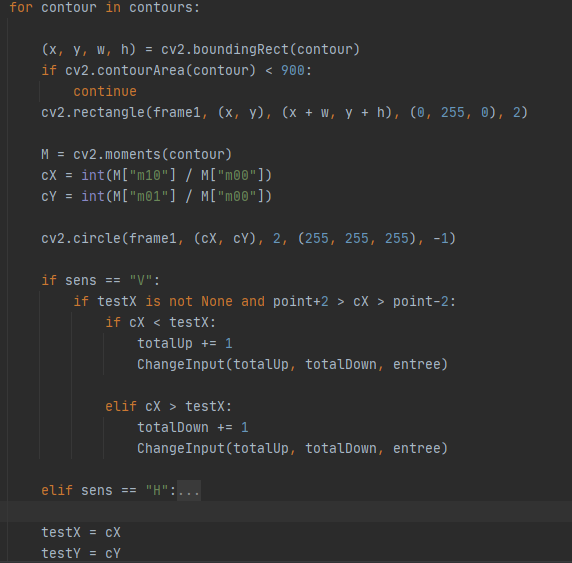 for contour in contours:
(x, y, w, h) = cv2.boundingRect(contour)
if cv2.contourArea(contour) < 900:
continue
cv2.rectangle(frame1, (x, y), (x + w, y + h), (0, 255, 0), 2)
M = cv2.moments(contour)
cX = int(M["m10"] / M["m00"])
cY = int(M["m01"] / M["m00"])
cv2.circle(frame1, (cX, cY), 2, (255, 255, 255), -1)
if sens == "V":
if testX is not None and point+2 > cX > point-2:
if cX < testX:
totalUp += 1
ChangeInput(totalUp, totalDown, entree)
elif cX > testX:
totalDown += 1
ChangeInput(totalUp, totalDown, entree)
elif sens == "H":...
testX = cX
testY = cY